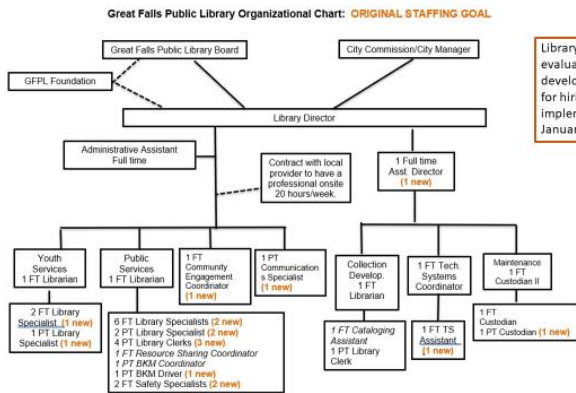 Great Falls Public Library Organizational Chart: ORIGINAL STAFFING GOAL
Great Falls Public Library Board
City Commission/City Manager
GFPL Foundation
Library
evalua
develo
for hiri
impler
Januar
Library Director
Administrative Assistant
Full time
Contract with local
provider to have a
professional onsite
20 hours/week.
1 Full time
Asst. Director
(1 new)
Youth
Services
1 FT Librarian
Public
Services
1 FT Librarian
1 FT
Community
Engagement
Coordinator
(1 new)
1 PT
Communication
s Specialist
(1 new)
Collection
Develop.
1 FT
Librarian
1 FT Tech.
Systems
Coordinator
Maintenance
1 FT
Custodian II
2 FT Library
Specialist (1 new)
1 PT Library
Specialist (1 new)
6 FT Library Specialists (2 new)
2 PT Library Specialist (2 new)
4 PT Library Clerks (3 new)
1 FT Resource Sharing Coordinator
1 PT BKM Coordinator
1 PT BKM Driver (1 new)
2 FT Safety Specialists (2 new)
1 FT Cataloging
Assistant
1 PT Library
Clerk
1 FT TS
Assistant
(1 new)
1 FT
Custodian
1 PT Custodian (1 new)